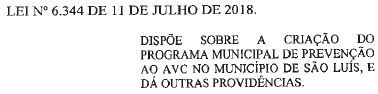 LEI Nº 6.344 DE 11 DE JULHO DE 2018.
DISPÕE SOBRE A CRIAÇÃO DO
PROGRAMA MUNICIPAL DE PREVENÇÃO
AO AVC NO MUNICÍPIO DE SÃO LUÍS, E
DÁ OUTRAS PROVIDÊNCIAS.